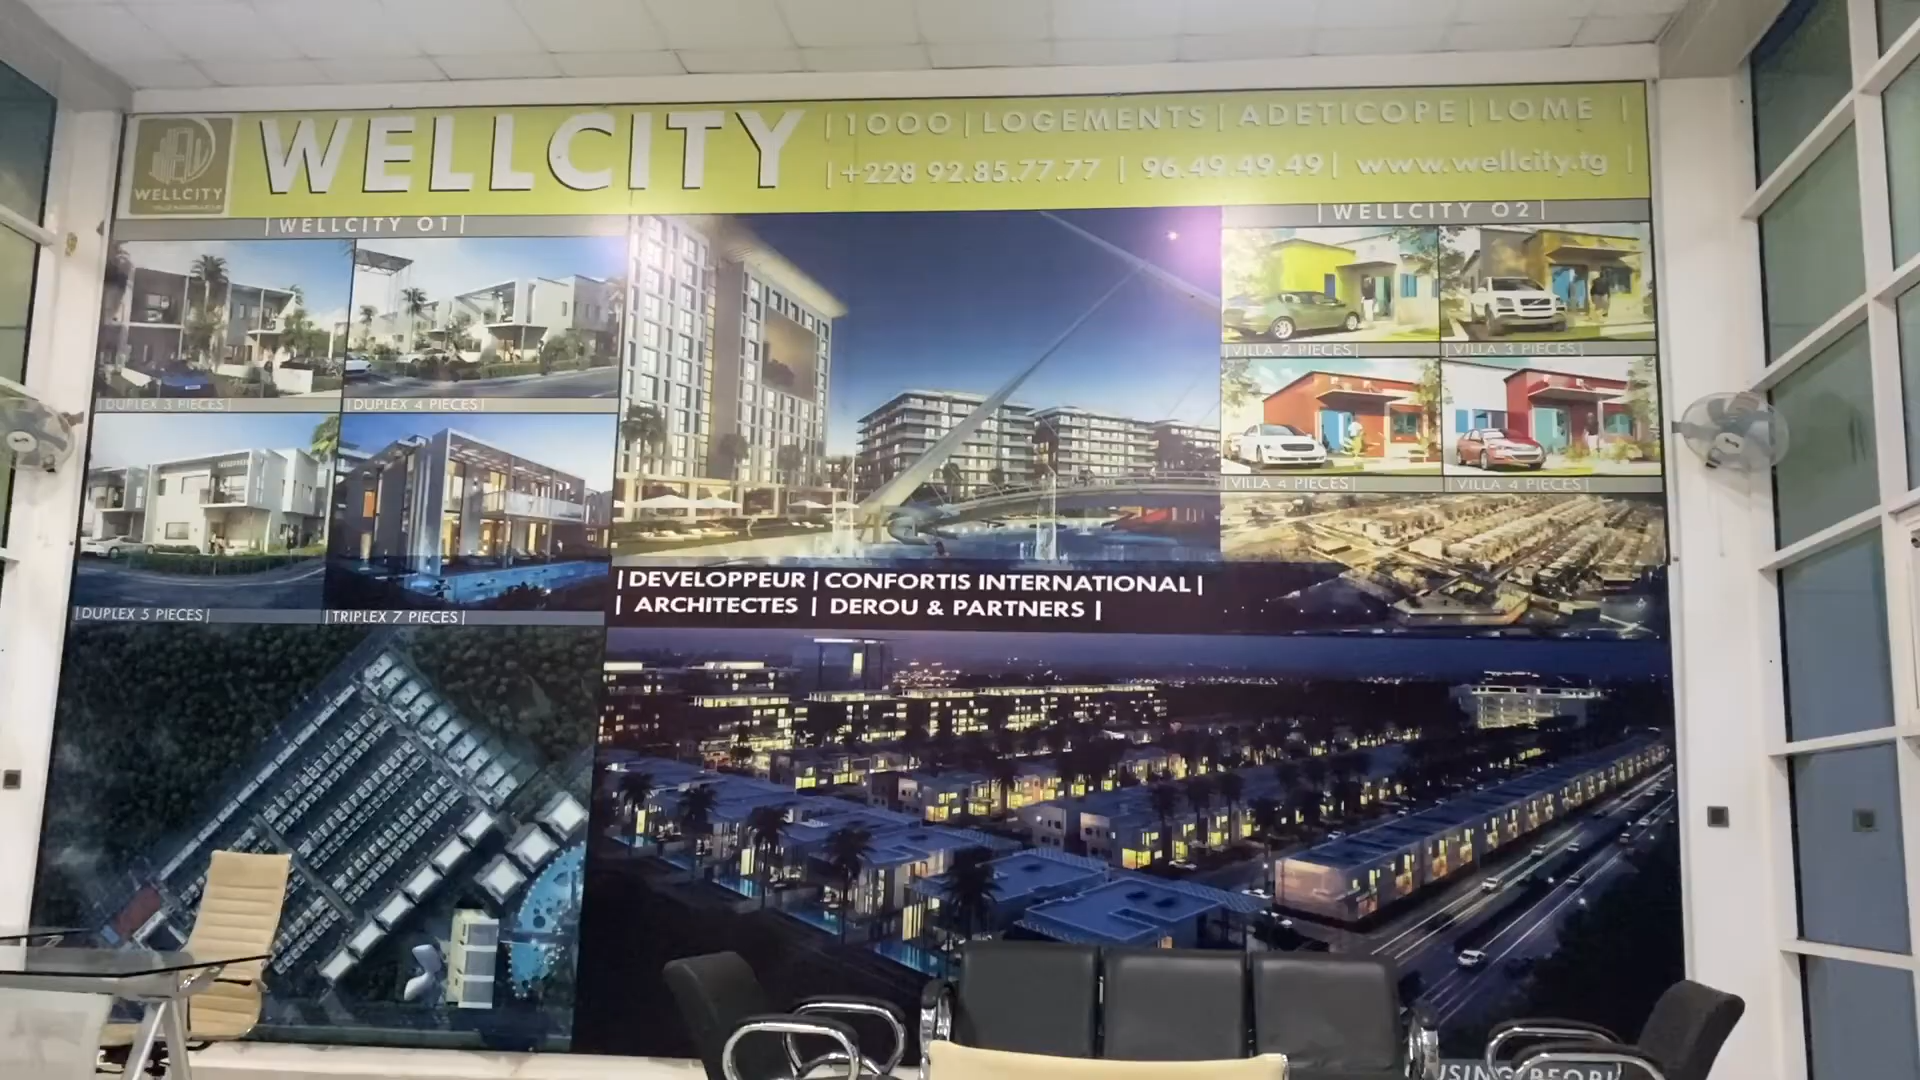 WELLCITY
WELLCITY
|1000|LOGEMENTS|ADETICOPE|LOME|
|+228 92.85.77.77 | 96.49.49.49| www.wellcity.tg |
|WELLCITY 01|
|WELLCITY 02|
|DUPLEX 3 PIECES|
|DUPLEX 4 PIECES|
|DUPLEX 5 PIECES|
|TRIPLEX 7 PIECES|
|VILLA 2 PIECES|
|VILLA 3 PIECES|
|VILLA 4 PIECES|
|VILLA 4 PIECES|
|DEVELOPPEUR|CONFORTIS INTERNATIONAL|
| ARCHITECTES | DEROU & PARTNERS |